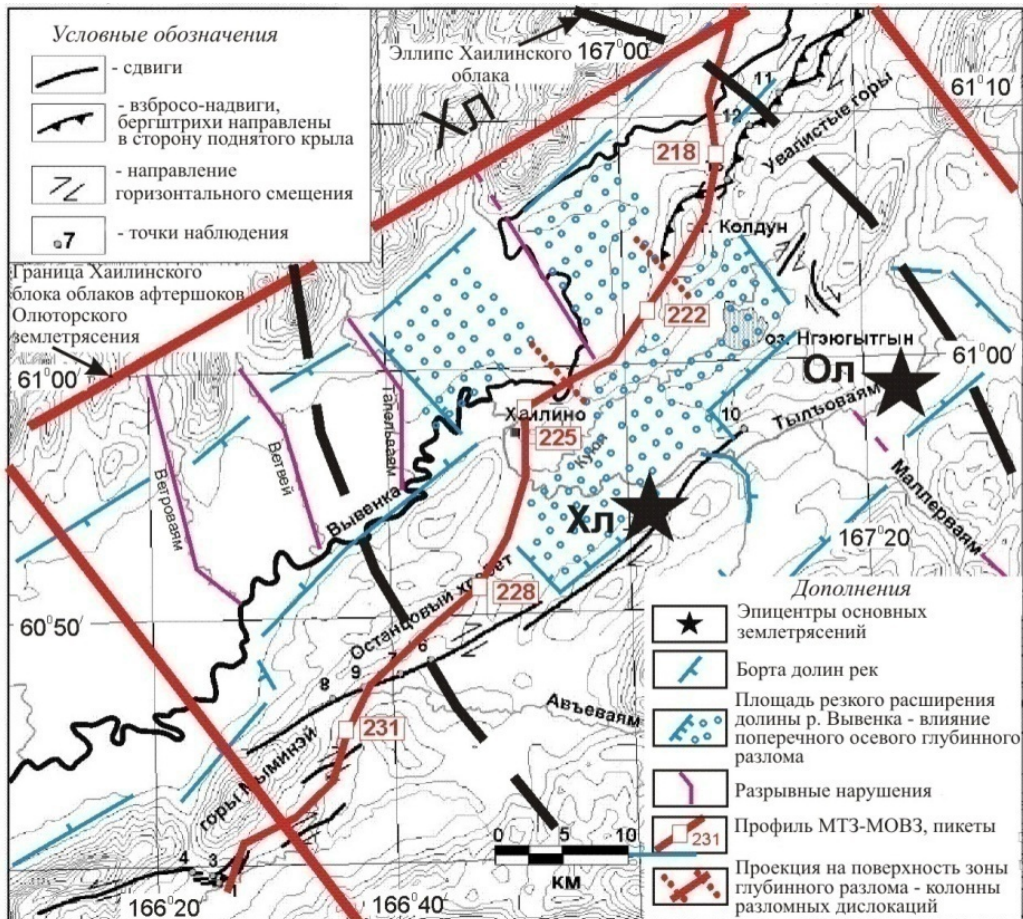 Условные обозначения
- сдвиги
- взбросо-надвиги,
бергштрихи направлены
в сторону поднятого крыла
- направление
горизонтального смещения
7
- точки наблюдения
Эллипс Хаилинского
облака
167°00′
ХЛ
11
12
61°10′
218
Увалистые горы
г. Колдун
Граница Хаилинского
блока облаков афтершоков
Олюторского
землетрясения
222
оз. Нгэюгытгын
61°00′
Ол
61°00′
Тылъоваям
Хаилино
225
10
Ветроваям
Ветвей
Вывенка
Хл
Маллерваям
167°20′
228
Останцовый хребет
60°50′
6
7
9
8
231
Авъеваям
горы Мыминэй
4
3
166°20′
166°40′
0 5 10
км
Дополнения
Эпицентры основных
землетрясений
Борта долин рек
Площадь резкого расширения
долины р. Вывенка - влияние
поперечного осевого глубинного
разлома
Разрывные нарушения
231
Профиль МТЗ-МОВЗ, пикеты
Проекция на поверхность зоны
глубинного разлома - колонны
разломных дислокаций